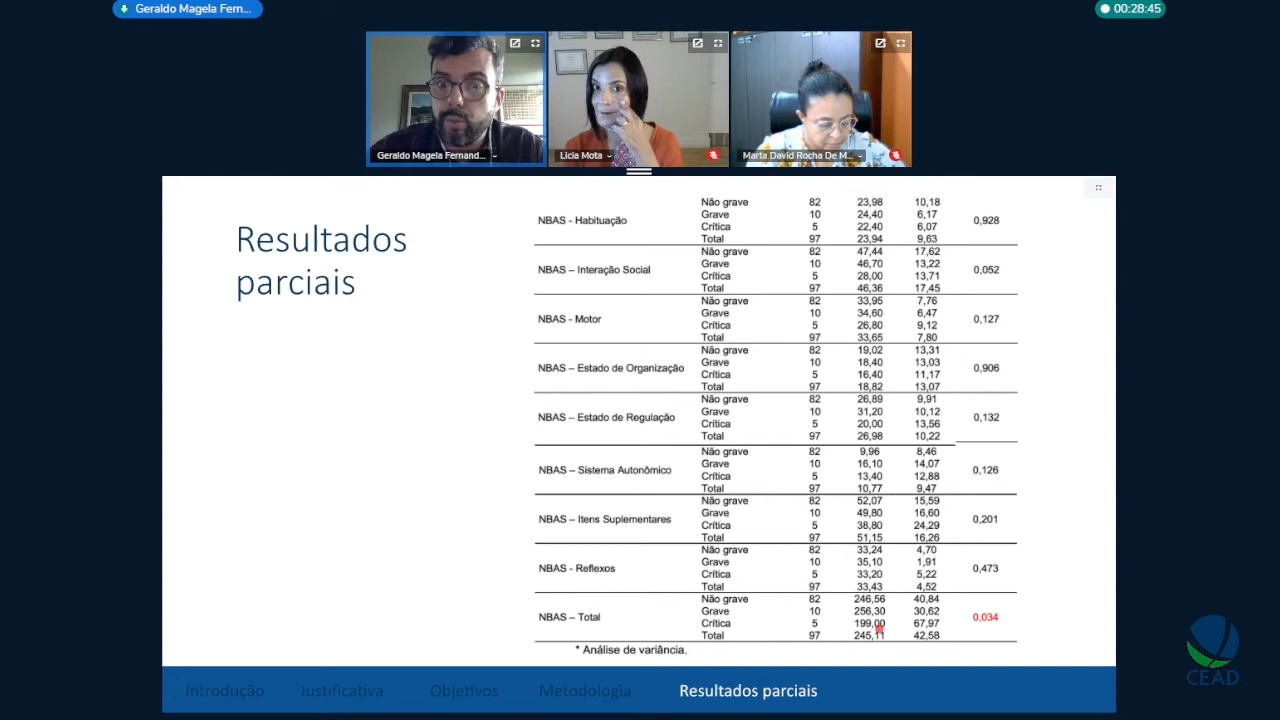 Geraldo Magela Fern...
00:28:45
Geraldo Magela Fernand...
Licia Mota
Marta David Rocha De M...
Resultados
parciais
NBAS - Habituação
Não grave 82 23,98 10,18
Grave 10 24,40 6,17
Crítica 5 22,40 6,07
Total 97 23,94 9,63
0,928
NBAS – Interação Social
Não grave 82 47,44 17,62
Grave 10 46,70 13,22
Crítica 5 28,00 13,71
Total 97 46,36 17,45
0,052
NBAS - Motor
Não grave 82 33,95 7,76
Grave 10 34,60 6,47
Crítica 5 26,80 9,12
Total 97 33,65 7,80
0,127
NBAS – Estado de Organização
Não grave 82 19,02 13,31
Grave 10 18,40 13,03
Crítica 5 16,40 11,17
Total 97 18,82 13,07
0,906
NBAS – Estado de Regulação
Não grave 82 26,89 9,91
Grave 10 31,20 10,12
Crítica 5 20,00 13,56
Total 97 26,98 10,22
0,132
NBAS – Sistema Autonômico
Não grave 82 9,96 8,46
Grave 10 16,10 14,07
Crítica 5 13,40 12,88
Total 97 10,77 9,47
0,126
NBAS – Itens Suplementares
Não grave 82 52,07 15,59
Grave 10 49,80 16,60
Crítica 5 38,80 24,29
Total 97 51,15 16,26
0,201
NBAS - Reflexos
Não grave 82 33,24 4,70
Grave 10 35,10 1,91
Crítica 5 33,20 5,22
Total 97 33,43 4,52
0,473
NBAS – Total
Não grave 82 246,56 40,84
Grave 10 256,30 30,62
Crítica 5 199,00 67,97
Total 97 245,11 42,58
0,034
* Análise de variância.
Introdução Justificativa Objetivos Metodologia Resultados parciais
CEAD